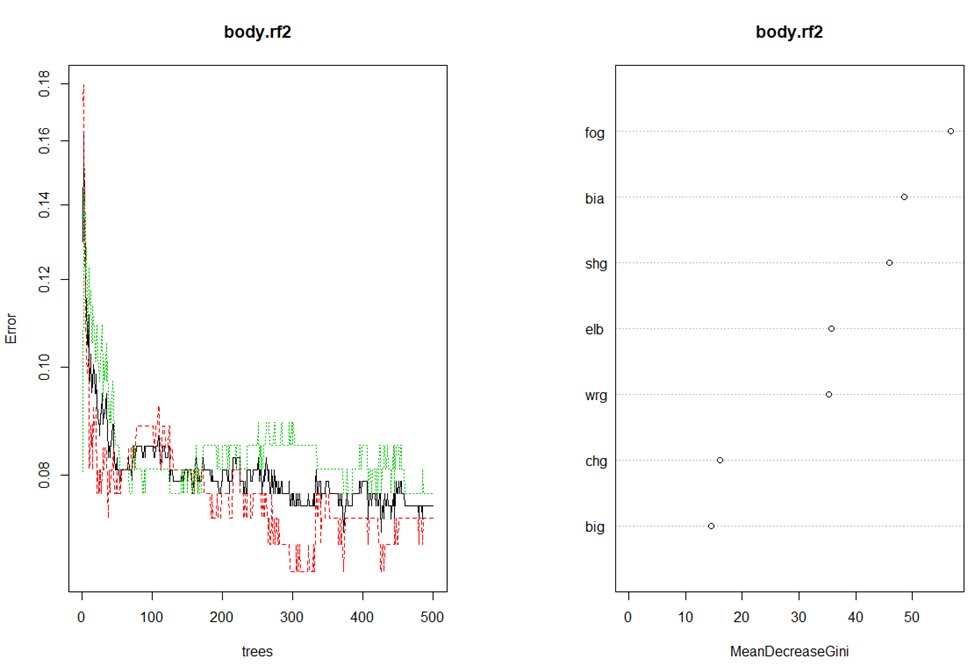 body.rf2
0.18
0.16
0.14
0.12
0.10
0.08
Error
0 100 200 300 400 500
trees
body.rf2
fog
bia
shg
elb
wrg
chg
big
0 10 20 30 40 50
MeanDecreaseGini